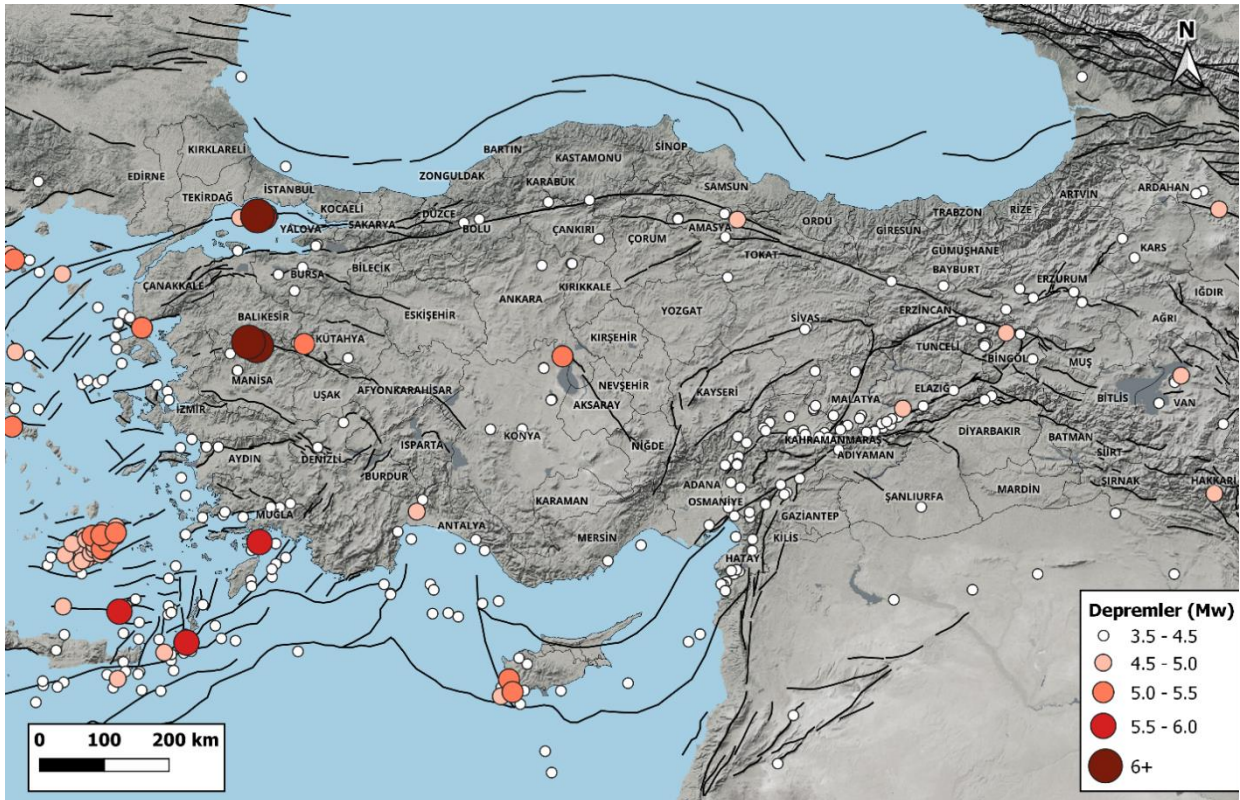 N
KIRKLARELİ
EDİRNE
TEKİRDAĞ
İSTANBUL
KOCAELİ
YALOVA
SAKARYA
DÜZCE
BOLU
ZONGULDAK
BARTIN
KARABÜK
KASTAMONU
SİNOP
SAMSUN
ÇANKIRI
ÇORUM
AMASYA
TOKAT
ORDU
GİRESUN
TRABZON
RİZE
ARTVİN
ARDAHAN
KARS
GÜMÜŞHANE
BAYBURT
ERZURUM
IĞDIR
AĞRI
ÇANAKKALE
BURSA
BİLECİK
BALIKESİR
KÜTAHYA
ESKİŞEHİR
ANKARA
KIRIKKALE
KIRŞEHİR
YOZGAT
SİVAS
ERZİNCAN
TUNCELİ
BİNGÖL
MUŞ
BİTLİS
VAN
MANİSA
İZMİR
UŞAK
AFYONKARAHİSAR
AKSARAY
NEVŞEHİR
KAYSERİ
MALATYA
ELAZIĞ
DİYARBAKIR
BATMAN
SİİRT
ŞIRNAK
HAKKARİ
AYDIN
DENİZLİ
ISPARTA
BURDUR
KONYA
NİĞDE
KAHRAMANMARAŞ
ADIYAMAN
MUĞLA
ANTALYA
KARAMAN
MERSİN
ADANA
OSMANİYE
GAZİANTEP
KİLİS
HATAY
ŞANLIURFA
MARDİN
0 100 200 km
Depremler (Mw)
3.5 - 4.5
4.5 - 5.0
5.0 - 5.5
5.5 - 6.0
6+